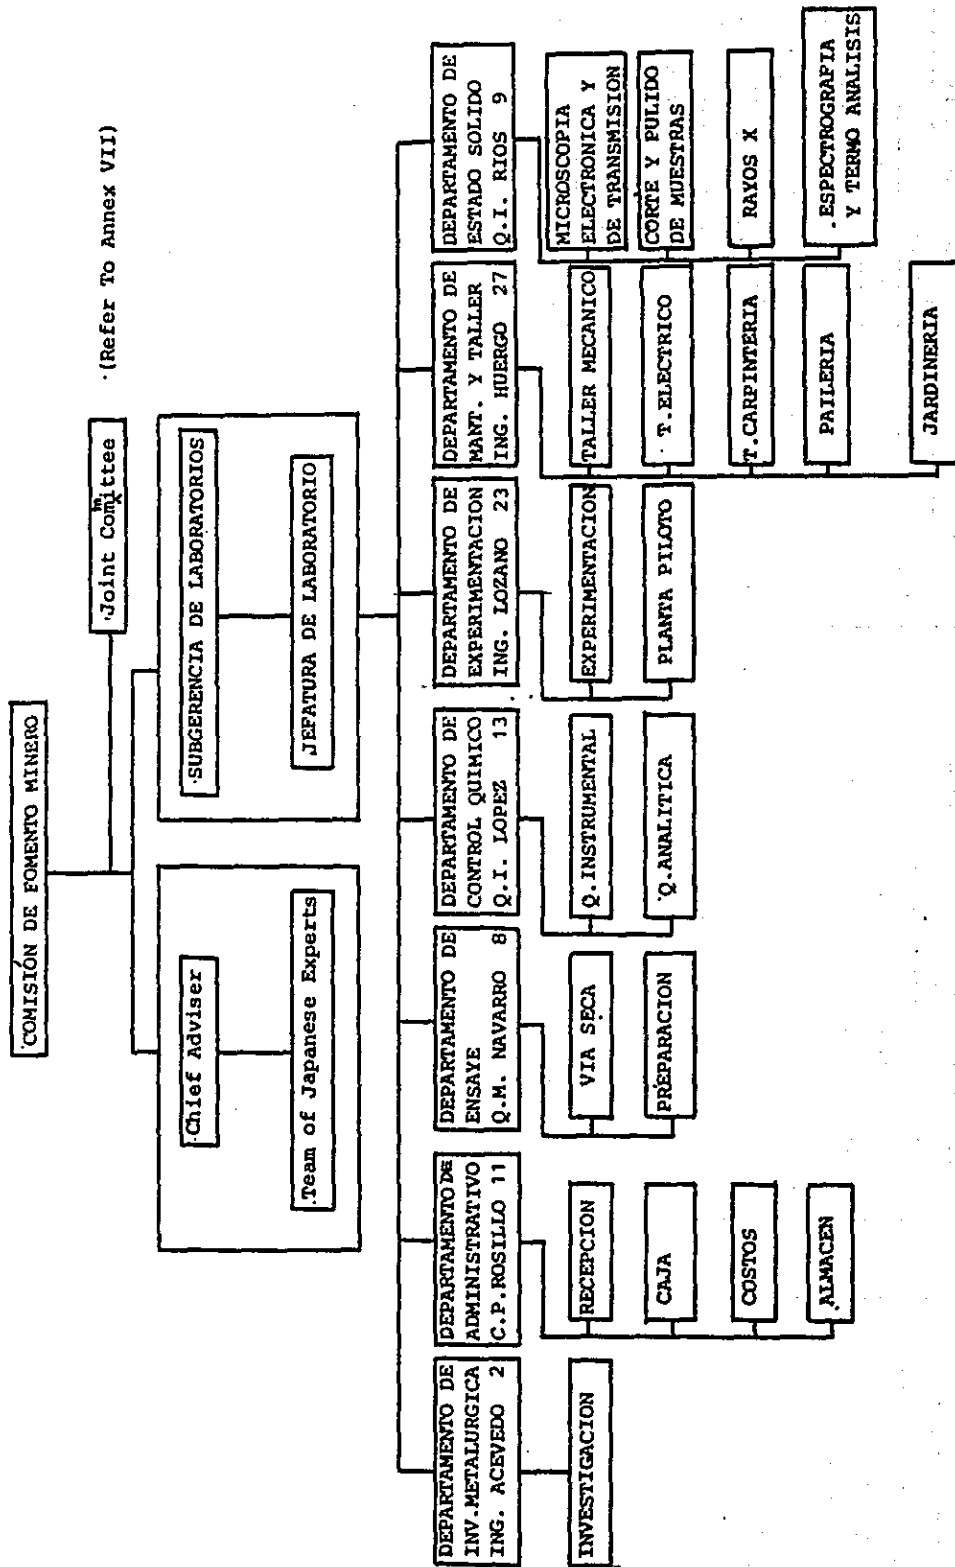 COMISIÓN DE FOMENTO MINERO
Joint Committee
(Refer To Annex VII)
Chief Adviser
Team of Japanese Experts
SUBGERENCIA DE LABORATORIOS
JEFATURA DE LABORATORIO
DEPARTAMENTO DE
INV.METALURGICA
ING. ACEVEDO 2
INVESTIGACION
DEPARTAMENTO DE
ADMINISTRATIVO
C.P.ROSILLO 11
RECEPCION
CAJA
COSTOS
ALMACEN
DEPARTAMENTO DE
ENSAYE
Q.M. NAVARRO 8
VIA SECA
PREPARACION
DEPARTAMENTO DE
CONTROL QUIMICO
Q.I. LOPEZ 13
Q.INSTRUMENTAL
Q.ANALITICA
DEPARTAMENTO DE
EXPERIMENTACION
ING. LOZANO 23
EXPERIMENTACION
PLANTA PILOTO
DEPARTAMENTO DE
MANT. Y TALLER
ING. HUERGO 27
TALLER MECANICO
T.ELECTRICO
T.CARPINTERIA
PAILERIA
JARDINERIA
DEPARTAMENTO DE
ESTADO SOLIDO
Q.I. RIOS 9
MICROSCOPIA
ELECTRONICA Y
DE TRANSMISION
CORTE Y PULIDO
DE MUESTRAS
RAYOS X
ESPECTROGRAPIA
Y TERMO ANALISIS